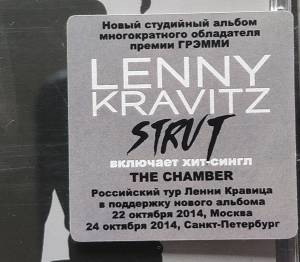 Новый студийный альбом
многократного обладателя
премии ГРЭММИ
LENNY
KRAVITZ
STRUT
включает хит-сингл
THE CHAMBER
Российский тур Ленни Кравица
в поддержку нового альбома
22 октября 2014, Москва
24 октября 2014, Санкт-Петербург